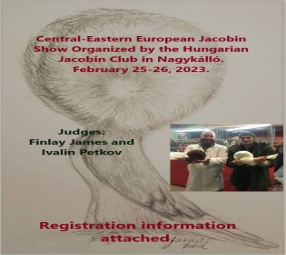 Central-Eastern European Jacobin
Show Organized by the Hungarian
Jacobin Club in Nagykálló.
February 25-26, 2023.
Judges:
Finlay James and
Ivalin Petkov
Registration information
attached.